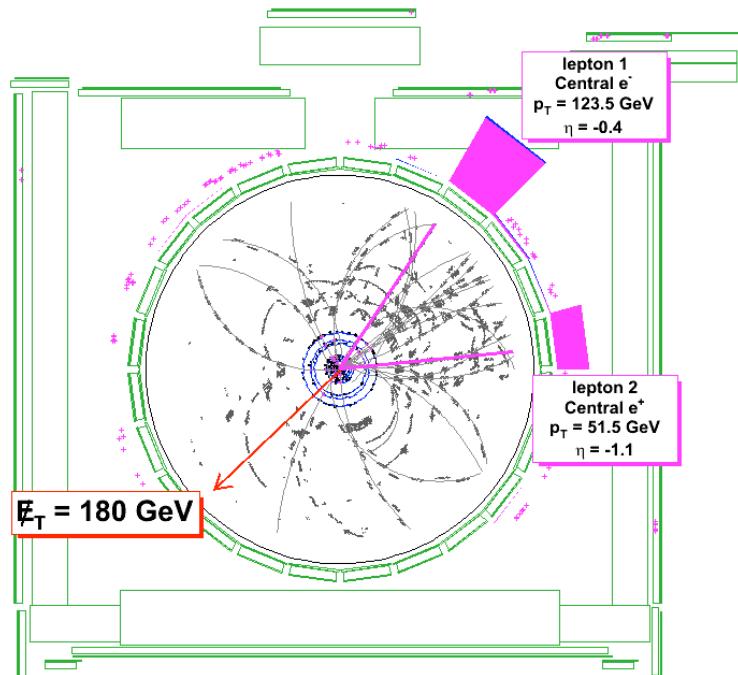 lepton 1
Central e⁻
p_T = 123.5 GeV
η = -0.4
lepton 2
Central e⁺
p_T = 51.5 GeV
η = -1.1
E̸_T = 180 GeV